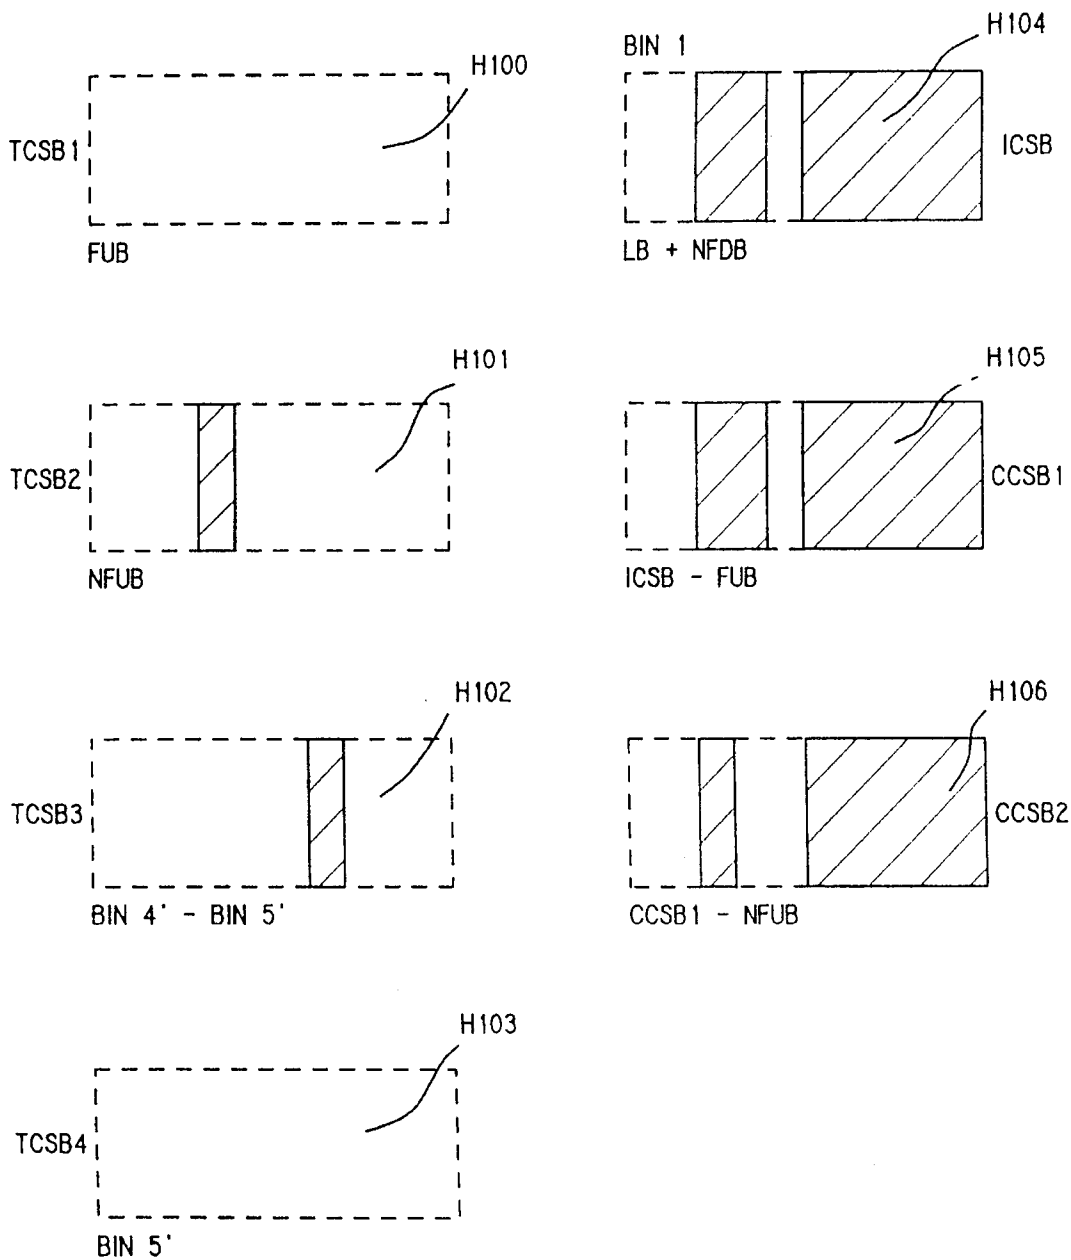 H100
TCSB1
FUB
BIN 1
H104
ICSB
LB + NFDB
H101
TCSB2
NFUB
H105
CCSB1
ICSB - FUB
H102
TCSB3
BIN 4' - BIN 5'
H106
CCSB2
CCSB1 - NFUB
H103
TCSB4
BIN 5'